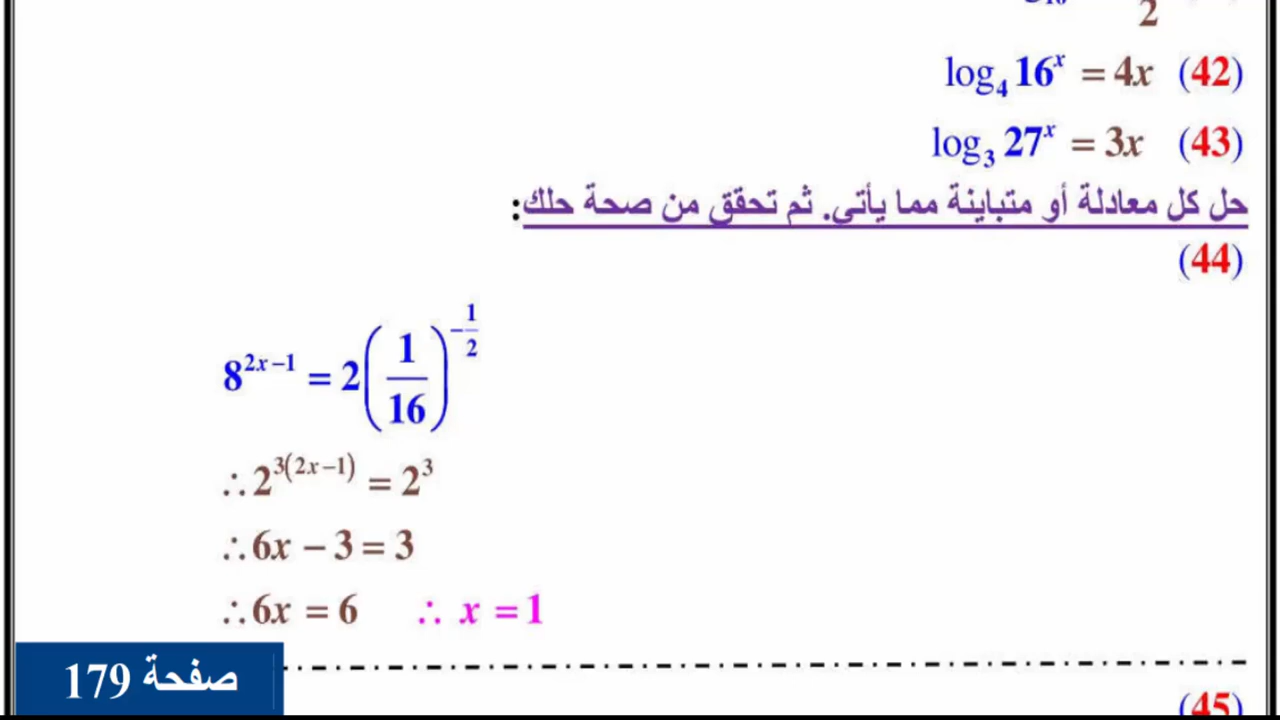 2
(42) log₄ 16ˣ = 4x
(43) log₃ 27ˣ = 3x
حل كل معادلة أو متباينة مما يأتي. ثم تحقق من صحة حلك:
(44)
8^{2x−1} = 2(1/16)^{−1/2}
∴ 2^{3(2x−1)} = 2³
∴ 6x − 3 = 3
∴ 6x = 6 ∴ x = 1
صفحة 179
(45)